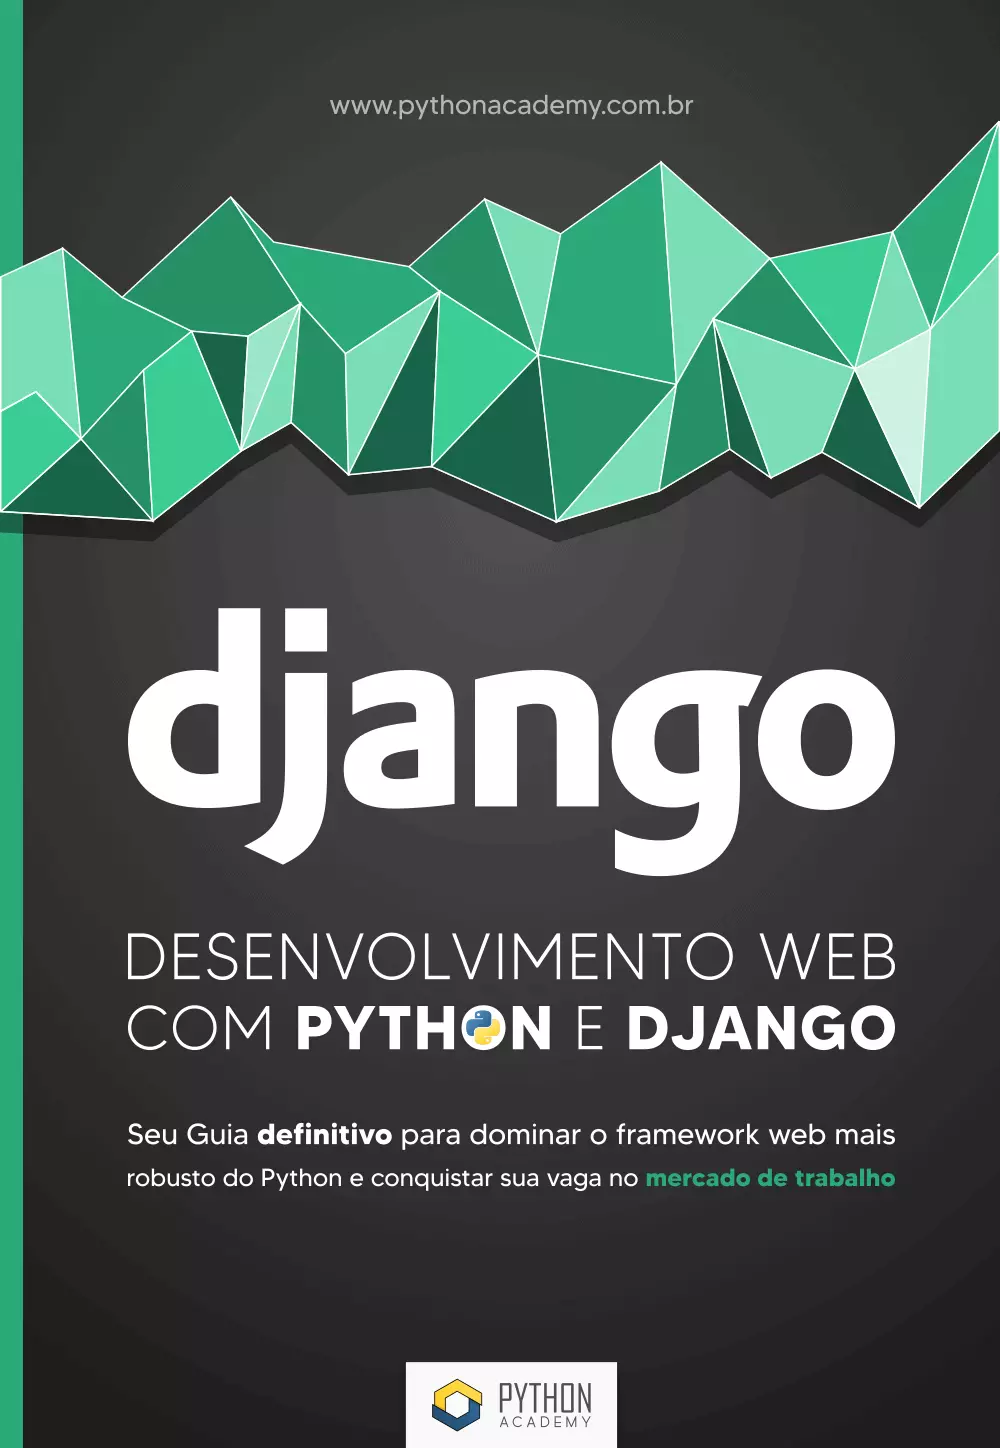 www.pythonacademy.com.br
django
DESENVOLVIMENTO WEB
COM PYTHON E DJANGO
Seu Guia definitivo para dominar o framework web mais
robusto do Python e conquistar sua vaga no mercado de trabalho
PYTHON
ACADEMY